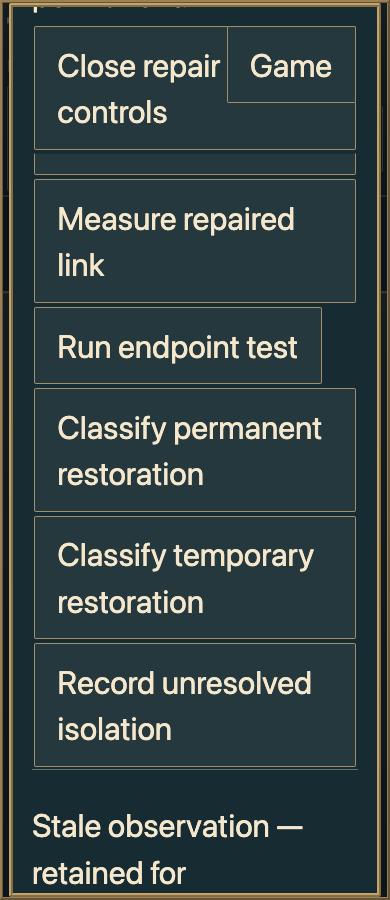 Close repair
controls
Game
Measure repaired
link
Run endpoint test
Classify permanent
restoration
Classify temporary
restoration
Record unresolved
isolation
Stale observation —
retained for